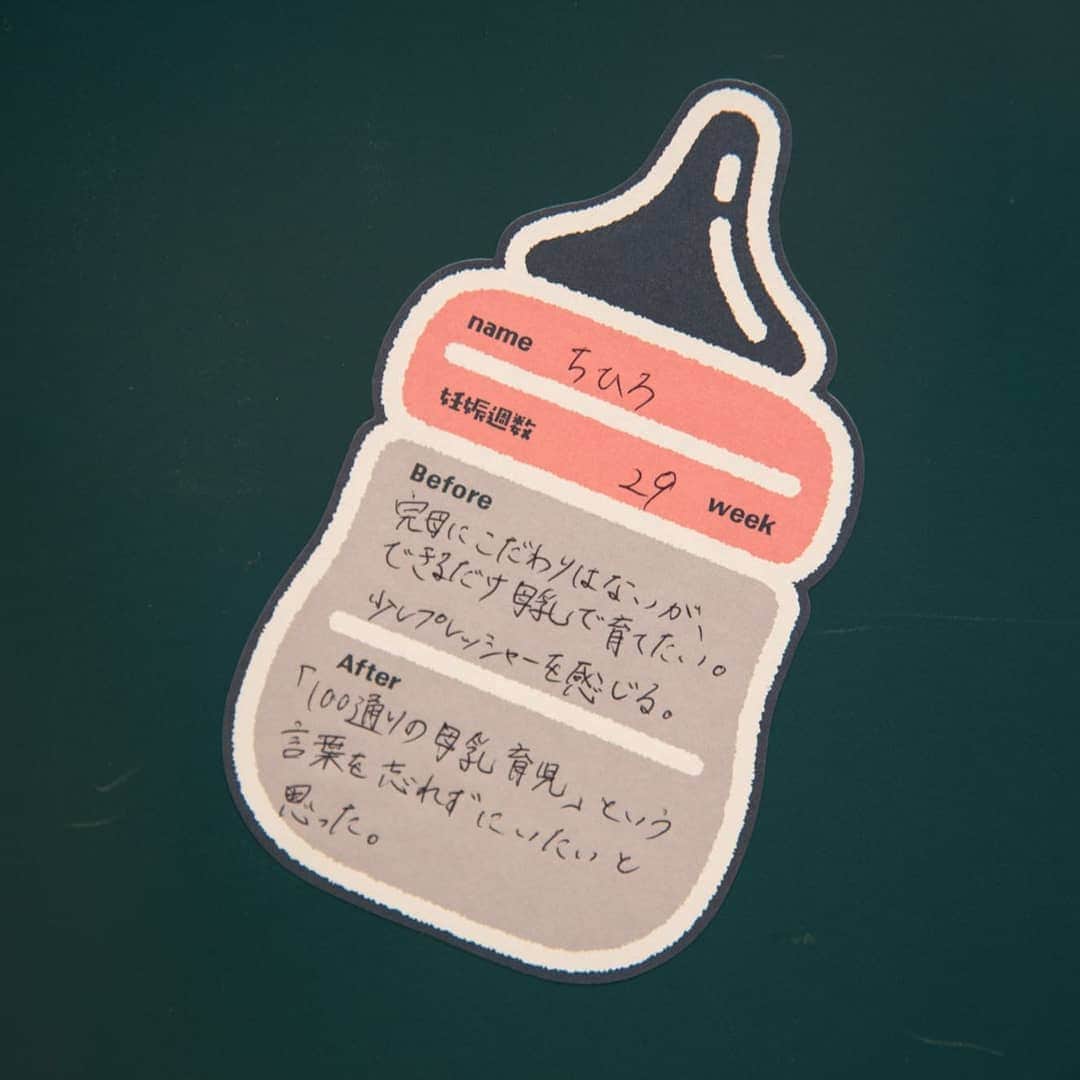 name ちひろ
妊娠週数 29 week
Before
完母にこだわりはないが、
できるだけ母乳で育てたい。
少しプレッシャーを感じる。
After
「100通りの母乳育児」という
言葉を忘れずにいたいと
思った。